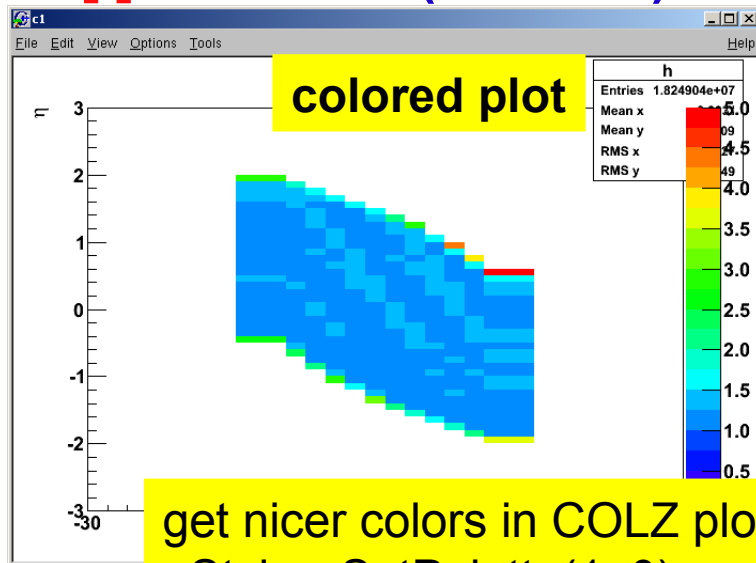 c1
File Edit View Options Tools Help
colored plot
h
Entries 1.824904e+07
Mean x
Mean y
RMS x
RMS y
η
3
2
1
0
-1
-2
-3
-30
5.0
4.5
4.0
3.5
3.0
2.5
2.0
1.5
1.0
0.5
get nicer colors in COLZ plo